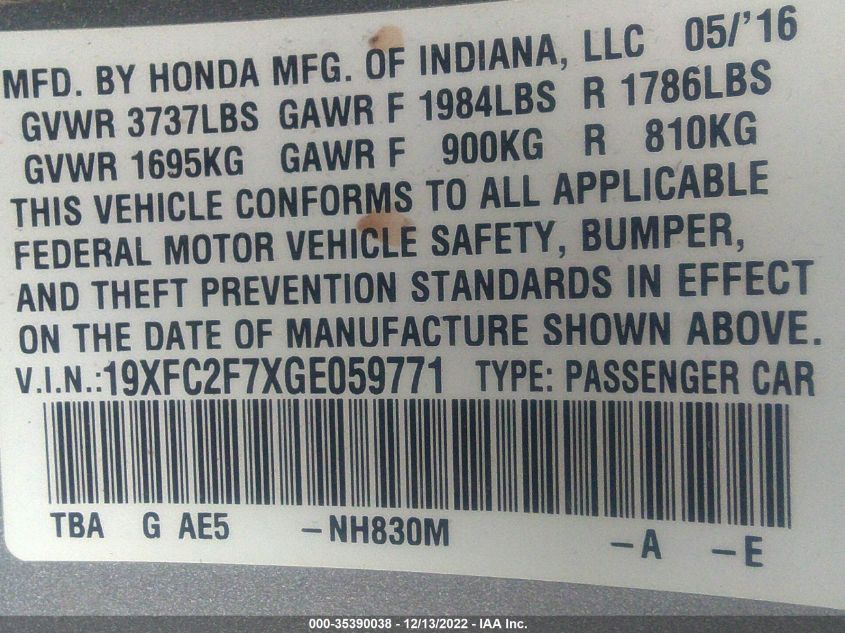 MFD. BY HONDA MFG. OF INDIANA, LLC 05/'16
GVWR 3737LBS GAWR F 1984LBS R 1786LBS
GVWR 1695KG GAWR F 900KG R 810KG
THIS VEHICLE CONFORMS TO ALL APPLICABLE
FEDERAL MOTOR VEHICLE SAFETY, BUMPER,
AND THEFT PREVENTION STANDARDS IN EFFECT
ON THE DATE OF MANUFACTURE SHOWN ABOVE.
V.I.N.:19XFC2F7XGE059771 TYPE: PASSENGER CAR
TBA G AE5 -NH830M -A -E
000-35390038 - 12/13/2022 - IAA Inc.